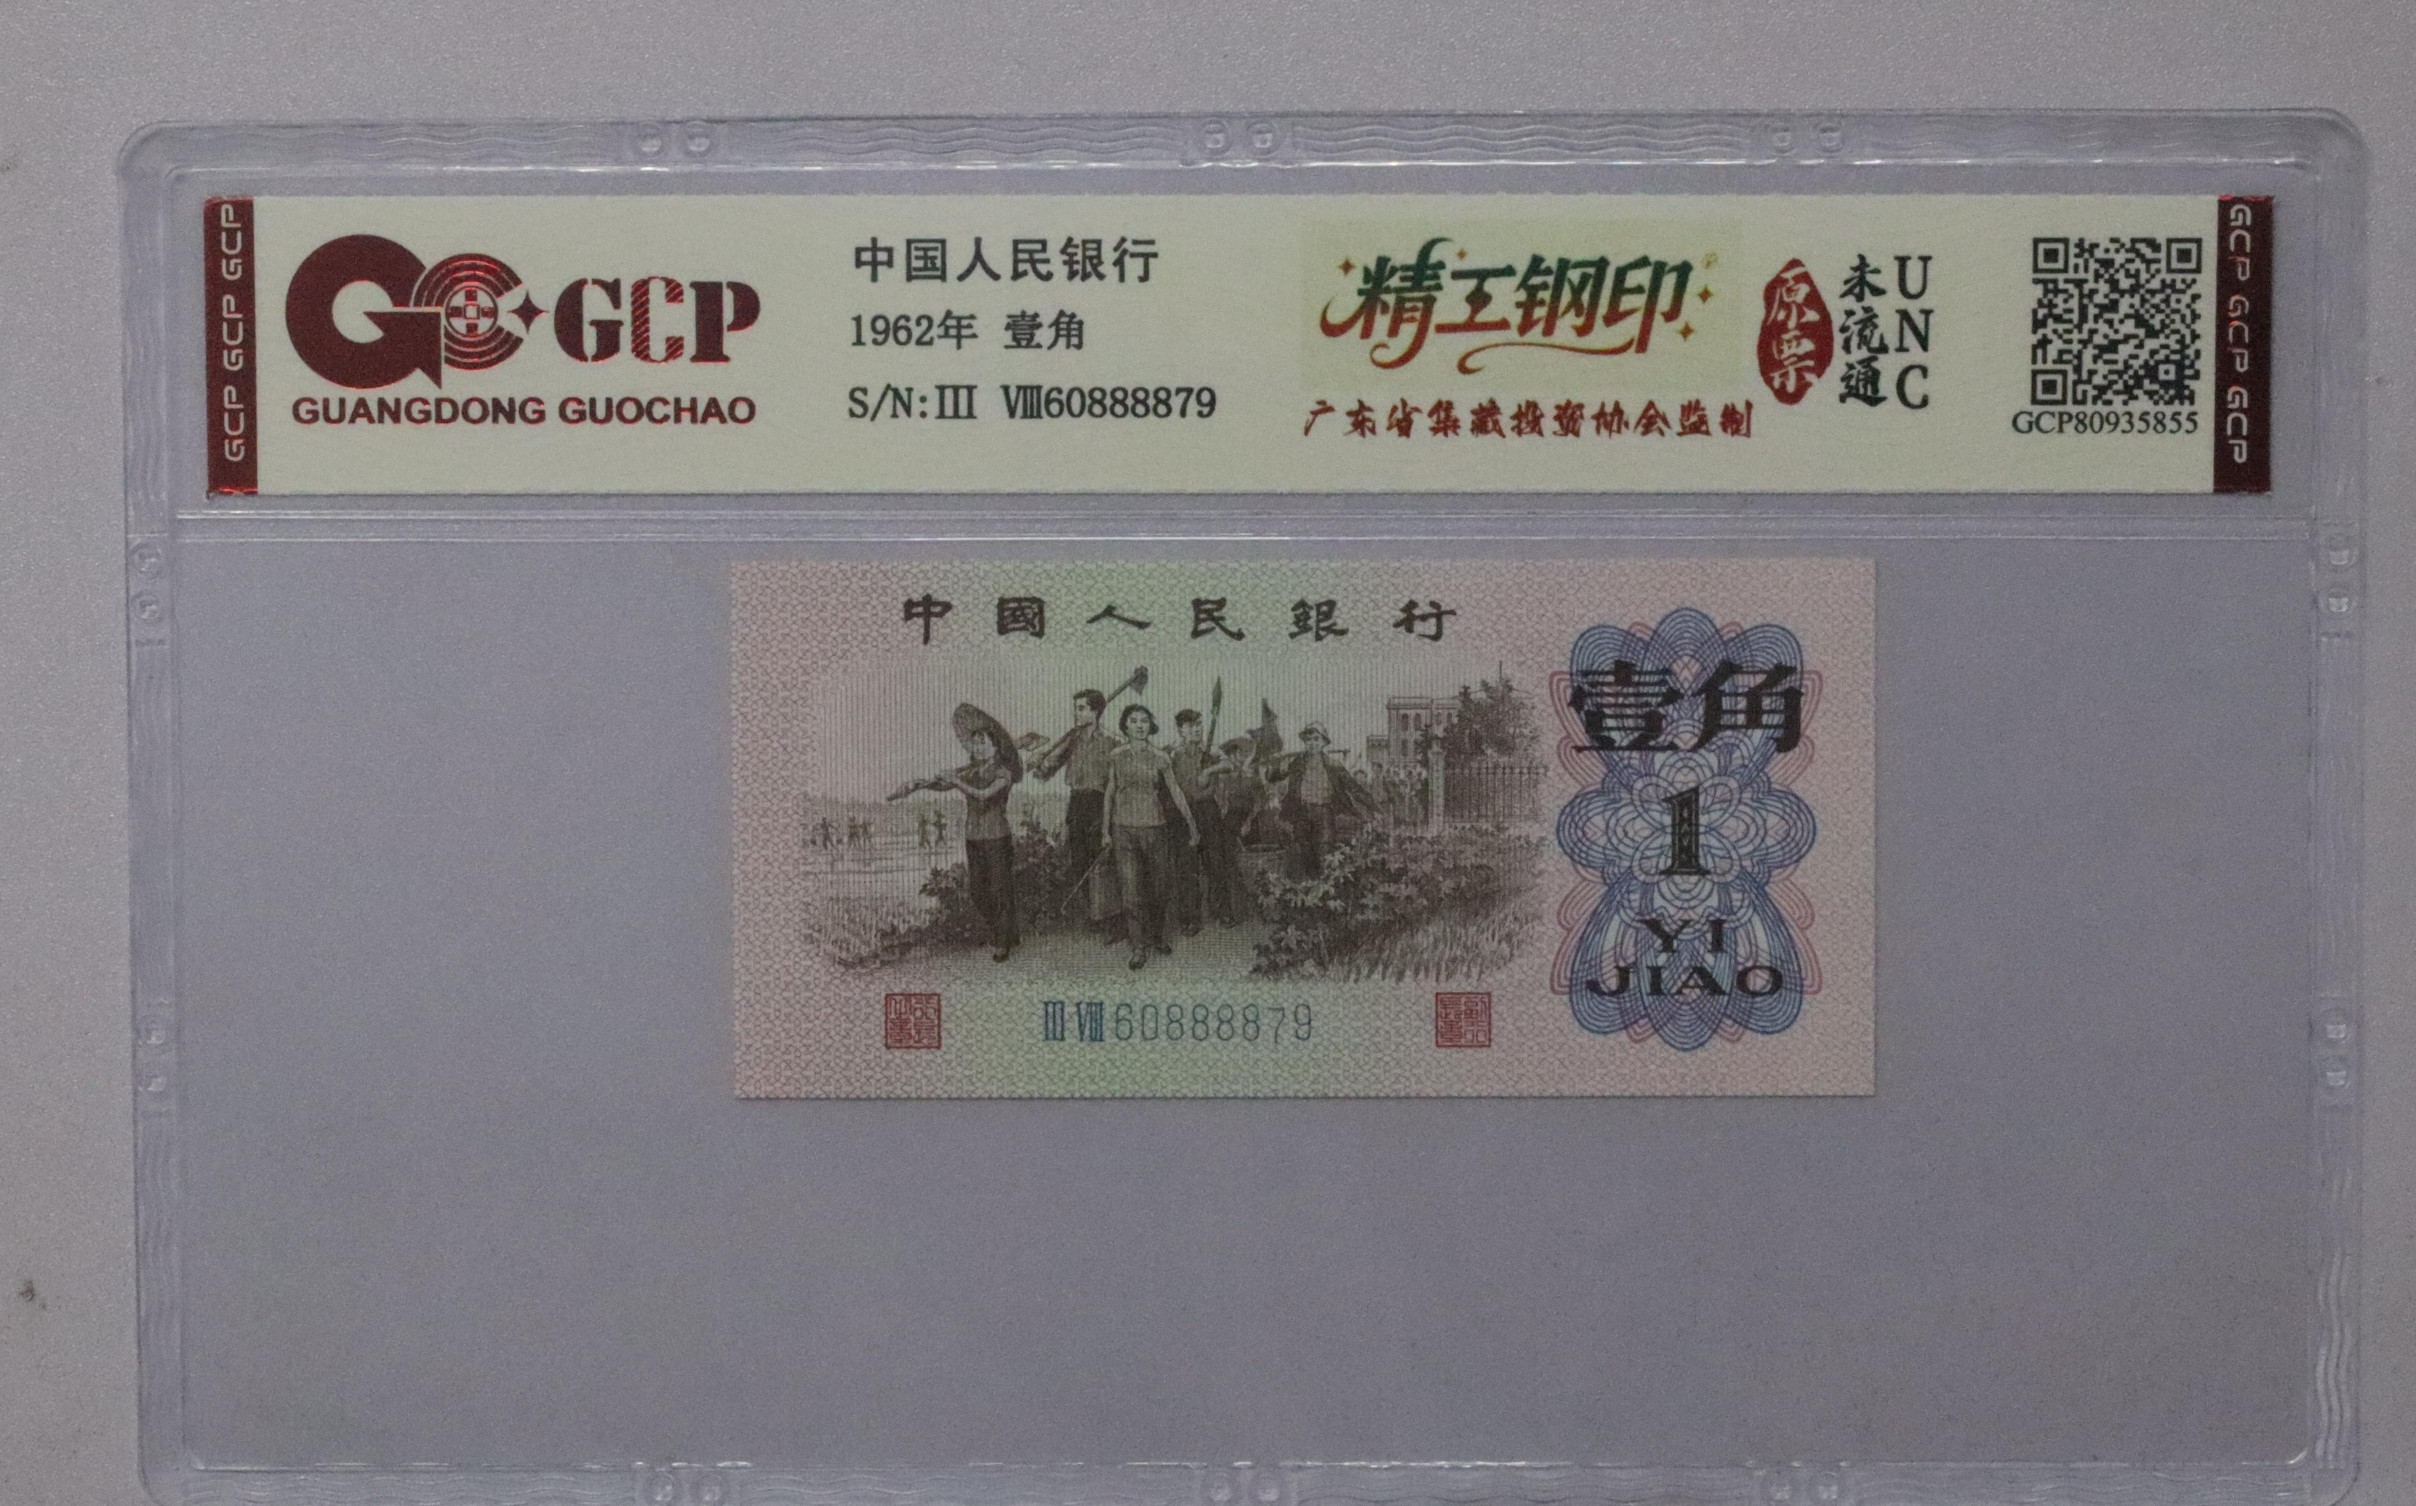 GCP GCP GCP GCP
GCP
GUANGDONG GUOCHAO
中国人民银行
1962年 壹角
S/N:III VIII60888879
精工钢印
广东省集藏投资协会监制
原票
未流通
UNC
GCP80935855
GCP GCP GCP GCP
中國人民銀行
壹角
1
YI
JIAO
III VIII 60888879